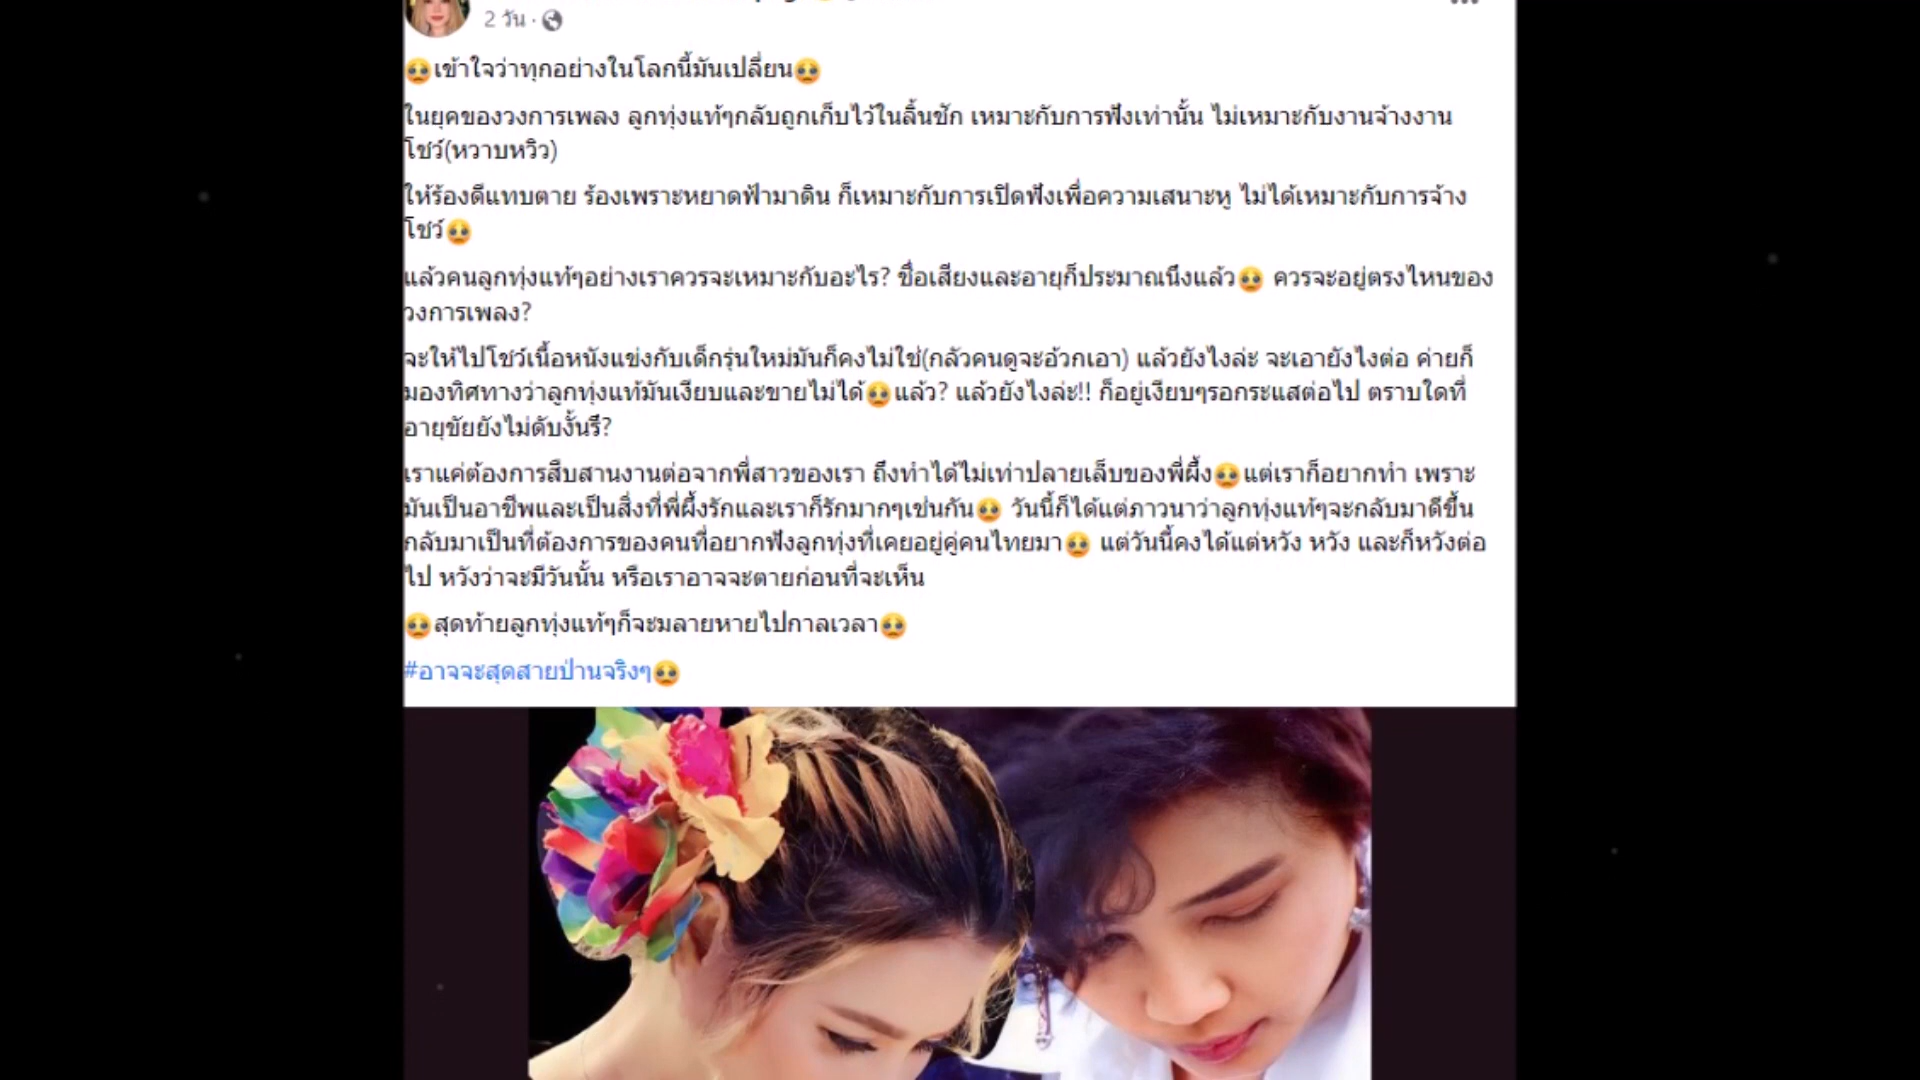 2 วัน
🥹เข้าใจว่าทุกอย่างในโลกนี้มันเปลี่ยน🥹
ในยุคของวงการเพลง ลูกทุ่งแท้ๆกลับถูกเก็บไว้ในลิ้นชัก เหมาะกับการฟังเท่านั้น ไม่เหมาะกับงานจ้างงาน
โชว์(หวาบหวิว)
ให้ร้องดีแทบตาย ร้องเพราะหยาดฟ้ามาดิน ก็เหมาะกับการเปิดฟังเพื่อความเสนาะหู ไม่ได้เหมาะกับการจ้าง
โชว์🥹
แล้วคนลูกทุ่งแท้ๆอย่างเราควรจะเหมาะกับอะไร? ชื่อเสียงและอายุก็ประมาณนึงแล้ว🥹 ควรจะอยู่ตรงไหนของ
วงการเพลง?
จะให้ไปโชว์เนื้อหนังแข่งกับเด็กรุ่นใหม่มันก็คงไม่ใช่(กลัวคนดูจะอ้วกเอา) แล้วยังไงล่ะ จะเอายังไงต่อ ค่ายก็
มองทิศทางว่าลูกทุ่งแท้มันเงียบและขายไม่ได้🥹แล้ว? แล้วยังไงล่ะ!! ก็อยู่เงียบๆรอกระแสต่อไป ตราบใดที่
อายุขัยยังไม่ดับงั้นรึ?
เราแค่ต้องการสืบสานงานต่อจากพี่สาวของเรา ถึงทำได้ไม่เท่าปลายเล็บของพี่ผึ้ง🥹แต่เราก็อยากทำ เพราะ
มันเป็นอาชีพและเป็นสิ่งที่พี่ผึ้งรักและเราก็รักมากๆเช่นกัน🥹 วันนี้ก็ได้แต่ภาวนาว่าลูกทุ่งแท้ๆจะกลับมาดีขึ้น
กลับมาเป็นที่ต้องการของคนที่อยากฟังลูกทุ่งที่เคยอยู่คู่คนไทยมา🥹 แต่วันนี้คงได้แต่หวัง หวัง และก็หวังต่อ
ไป หวังว่าจะมีวันนั้น หรือเราอาจจะตายก่อนที่จะเห็น
🥹สุดท้ายลูกทุ่งแท้ๆก็จะมลายหายไปกาลเวลา🥹
#อาจจะสุดสายป่านจริงๆ🥹